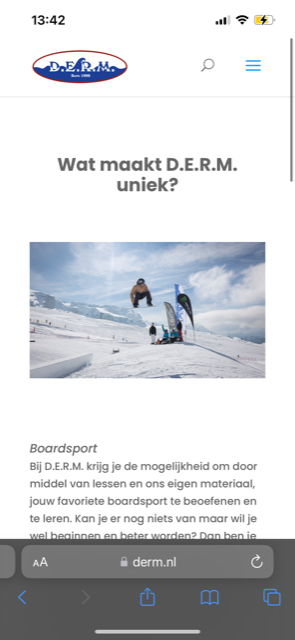 13:42
D.E.R.M.
Wat maakt D.E.R.M.
uniek?
Boardsport
Bij D.E.R.M. krijg je de mogelijkheid om door
middel van lessen en ons eigen materiaal,
jouw favoriete boardsport te beoefenen en
te leren. Kan je er nog niets van maar wil je
wel beginnen en beter worden? Dan ben je
AA
derm.nl